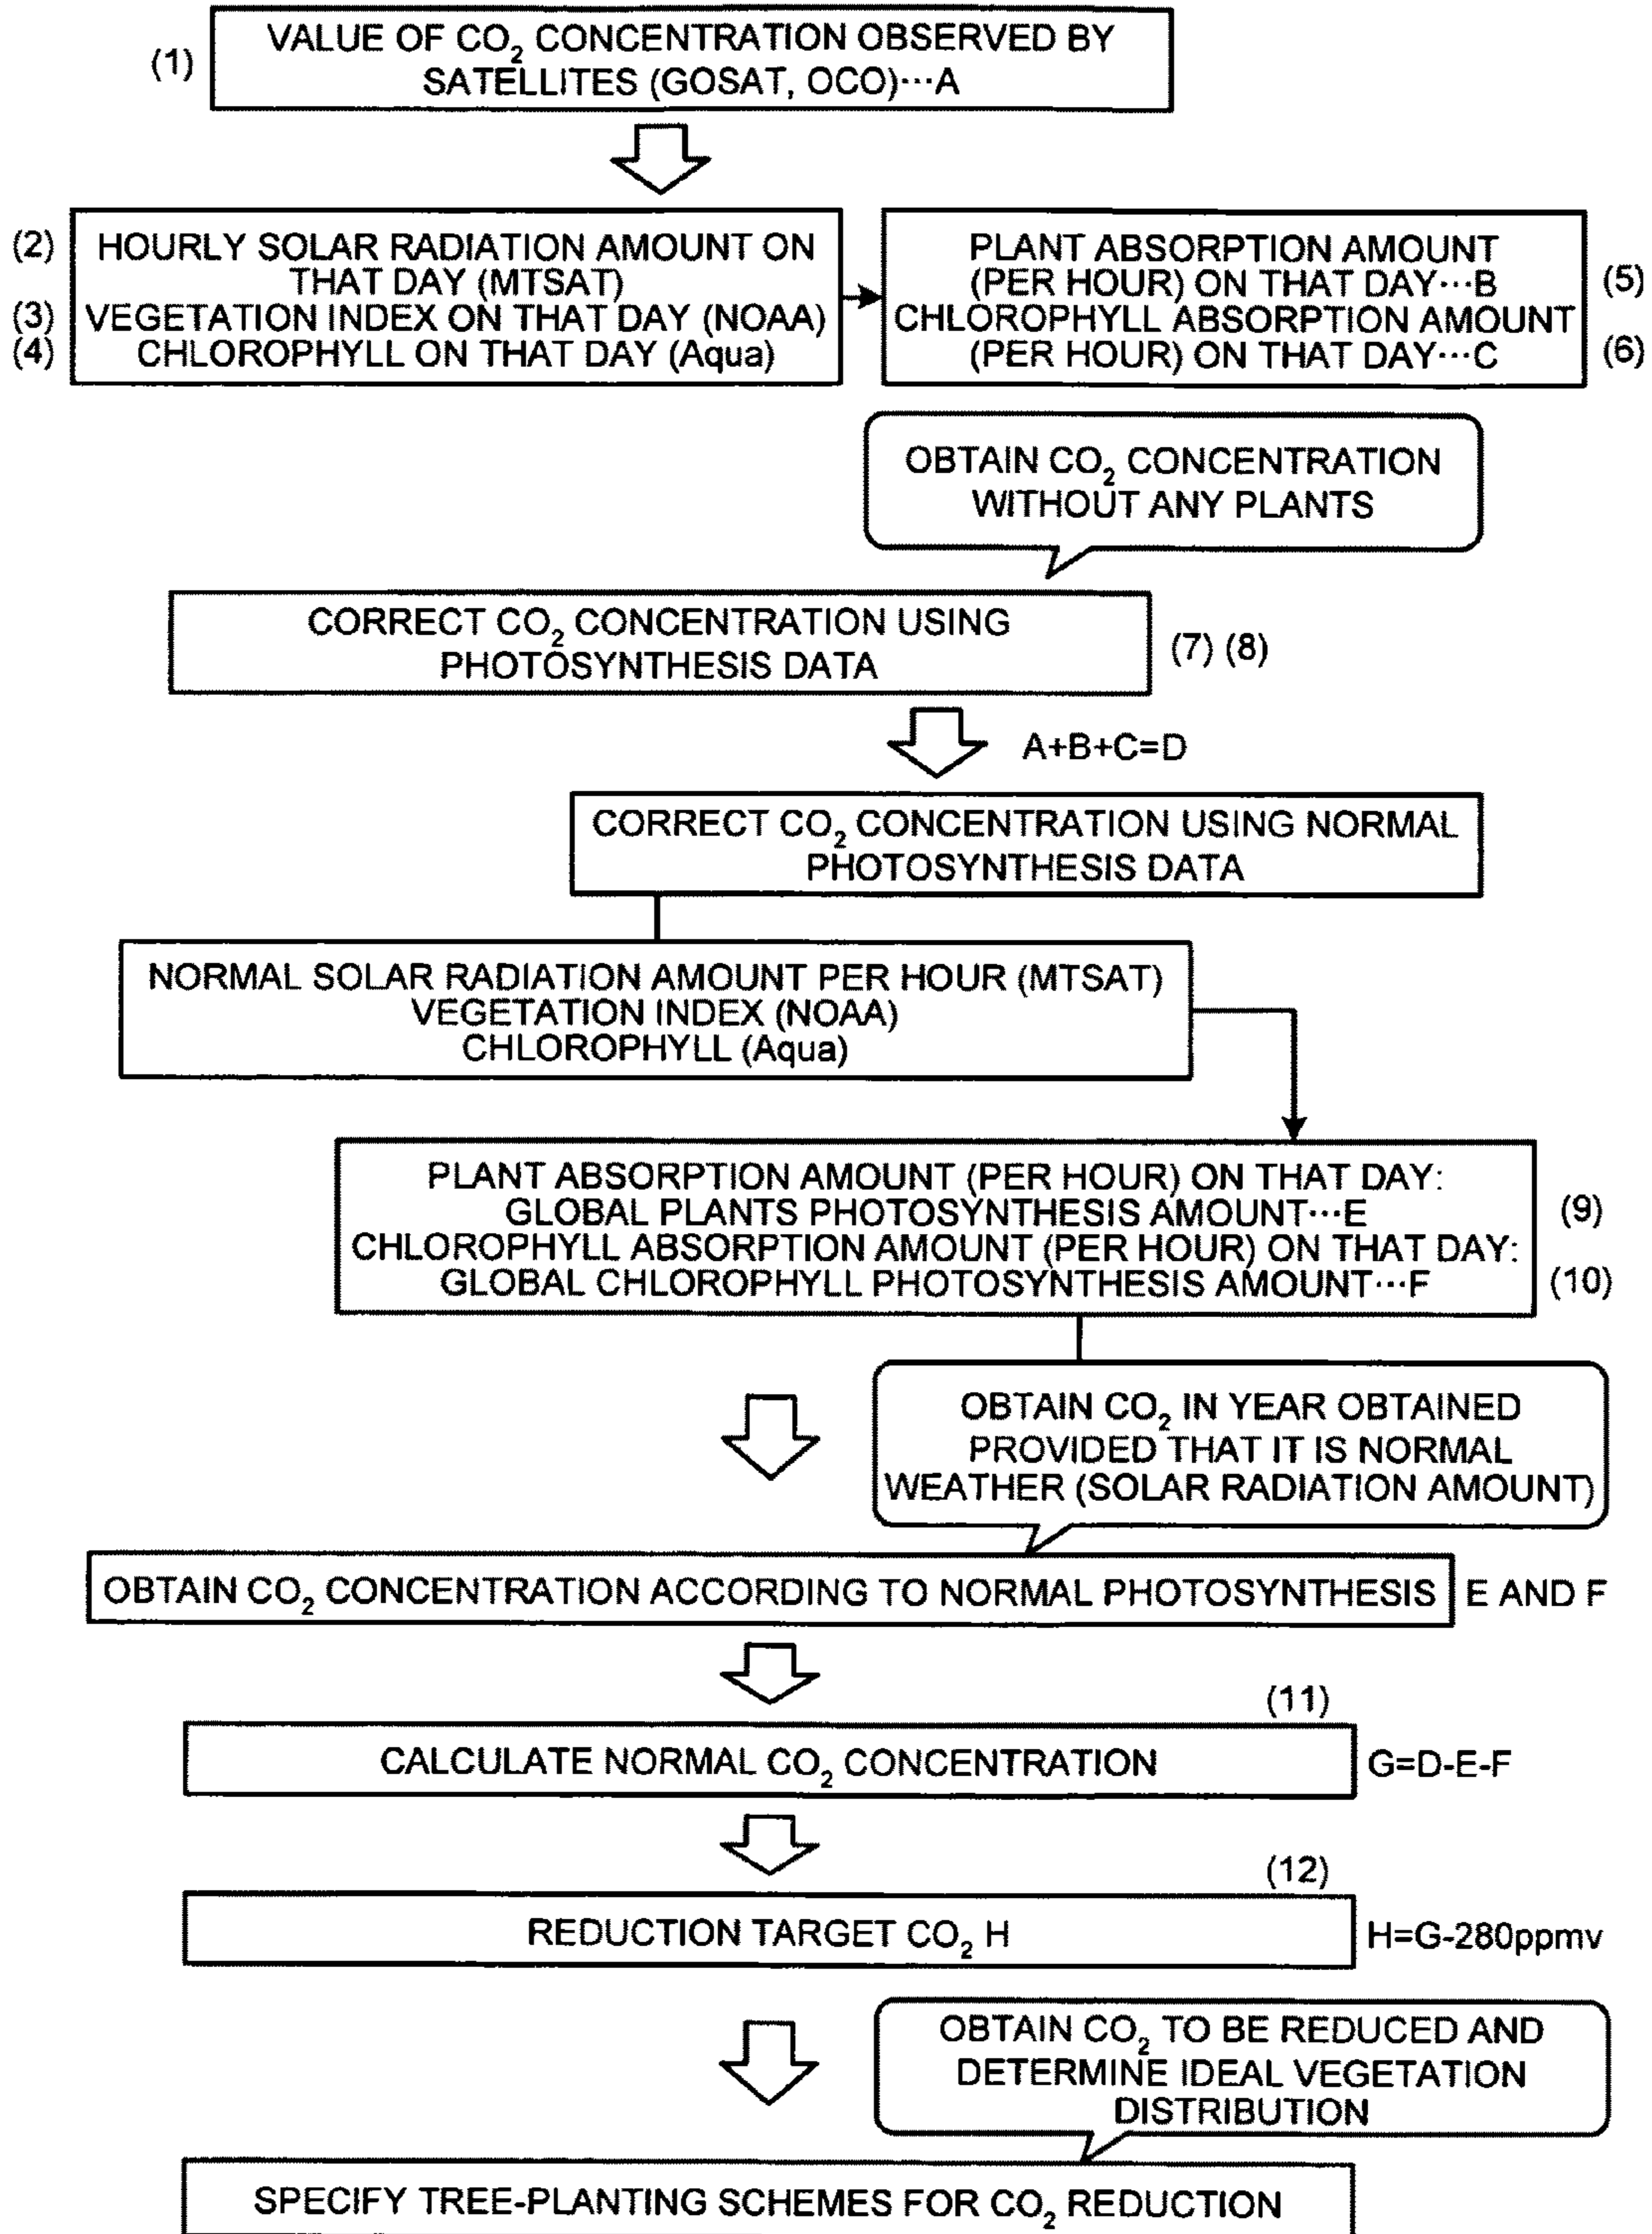 (1)
VALUE OF CO₂ CONCENTRATION OBSERVED BY
SATELLITES (GOSAT, OCO)···A
(2)
HOURLY SOLAR RADIATION AMOUNT ON
THAT DAY (MTSAT)
(3)
VEGETATION INDEX ON THAT DAY (NOAA)
(4)
CHLOROPHYLL ON THAT DAY (Aqua)
PLANT ABSORPTION AMOUNT
(PER HOUR) ON THAT DAY···B
(5)
CHLOROPHYLL ABSORPTION AMOUNT
(PER HOUR) ON THAT DAY···C
(6)
OBTAIN CO₂ CONCENTRATION
WITHOUT ANY PLANTS
CORRECT CO₂ CONCENTRATION USING
PHOTOSYNTHESIS DATA
(7) (8)
A+B+C=D
CORRECT CO₂ CONCENTRATION USING NORMAL
PHOTOSYNTHESIS DATA
NORMAL SOLAR RADIATION AMOUNT PER HOUR (MTSAT)
VEGETATION INDEX (NOAA)
CHLOROPHYLL (Aqua)
PLANT ABSORPTION AMOUNT (PER HOUR) ON THAT DAY:
GLOBAL PLANTS PHOTOSYNTHESIS AMOUNT···E
(9)
CHLOROPHYLL ABSORPTION AMOUNT (PER HOUR) ON THAT DAY:
GLOBAL CHLOROPHYLL PHOTOSYNTHESIS AMOUNT···F
(10)
OBTAIN CO₂ IN YEAR OBTAINED
PROVIDED THAT IT IS NORMAL
WEATHER (SOLAR RADIATION AMOUNT)
OBTAIN CO₂ CONCENTRATION ACCORDING TO NORMAL PHOTOSYNTHESIS
E AND F
(11)
CALCULATE NORMAL CO₂ CONCENTRATION
G=D-E-F
(12)
REDUCTION TARGET CO₂ H
H=G-280ppmv
OBTAIN CO₂ TO BE REDUCED AND
DETERMINE IDEAL VEGETATION
DISTRIBUTION
SPECIFY TREE-PLANTING SCHEMES FOR CO₂ REDUCTION